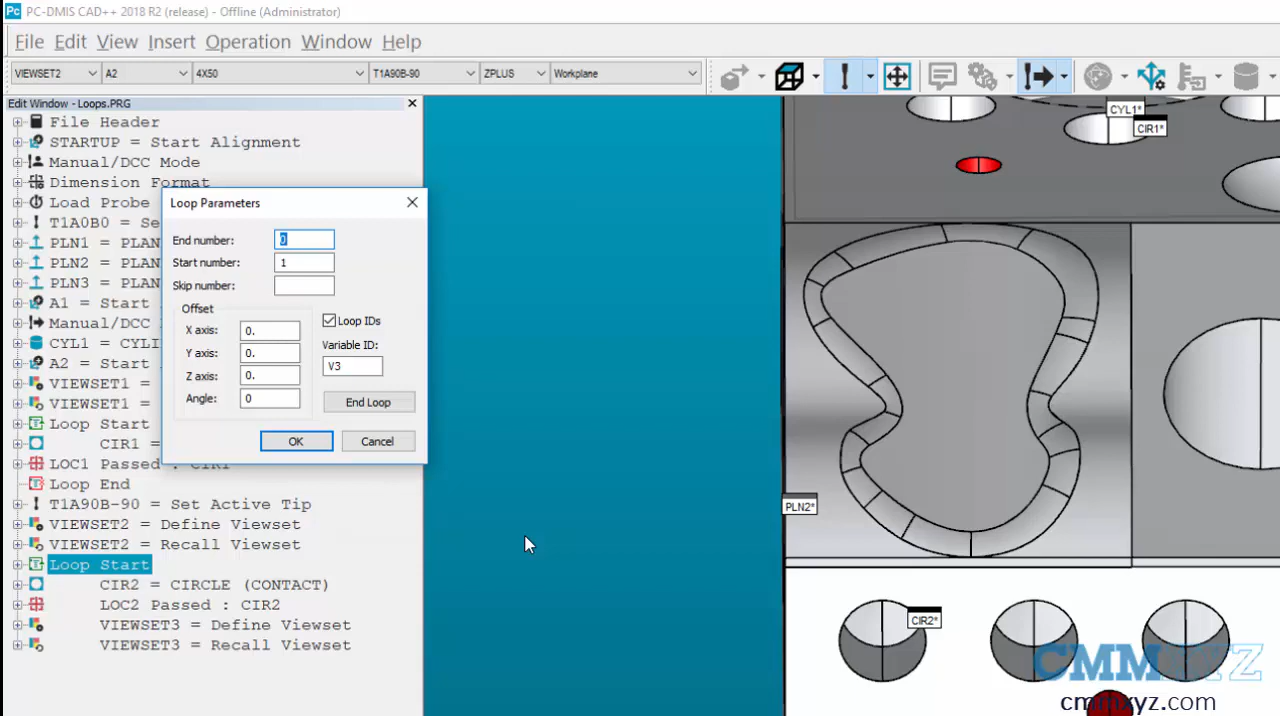 Pc PC-DMIS CAD++ 2018 R2 (release) - Offline (Administrator)
File Edit View Insert Operation Window Help
VIEWSET2 A2 4X50 T1A90B-90 ZPLUS Workplane
Edit Window - Loops.PRG
File Header
STARTUP = Start Alignment
Manual/DCC Mode
Dimension Format
Load Probe
T1A0B0 = Se
PLN1 = PLAN
PLN2 = PLAN
PLN3 = PLAN
A1 = Start
Manual/DCC
CYL1 = CYLI
A2 = Start
VIEWSET1 =
VIEWSET1 =
Loop Start
CIR1 =
LOC1 Passed : CIR1
Loop End
T1A90B-90 = Set Active Tip
VIEWSET2 = Define Viewset
VIEWSET2 = Recall Viewset
Loop Start
CIR2 = CIRCLE (CONTACT)
LOC2 Passed : CIR2
VIEWSET3 = Define Viewset
VIEWSET3 = Recall Viewset
Loop Parameters
End number: 0
Start number: 1
Skip number:
Offset
X axis: 0.
Y axis: 0.
Z axis: 0.
Angle: 0
Loop IDs
Variable ID:
V3
End Loop
OK Cancel
CYL1*
CIR1*
PLN2*
CIR2*
CMMXYZ
cmmxyz.com